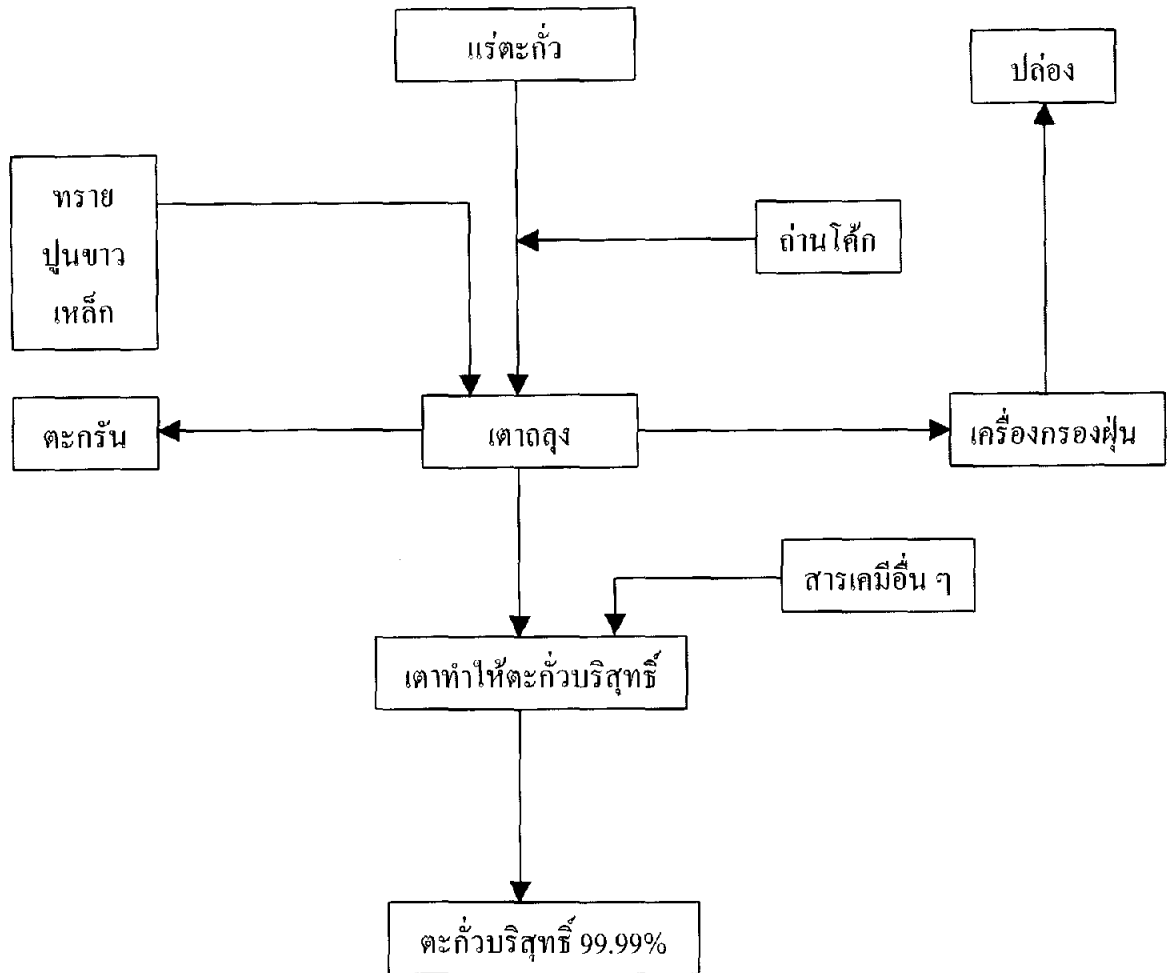 แร่ตะกั่ว
ปล่อง
ทราย
ปูนขาว
เหล็ก
ถ่านโค้ก
ตะกรัน
เตาถลุง
เครื่องกรองฝุ่น
สารเคมีอื่น ๆ
เตาทำให้ตะกั่วบริสุทธิ์
ตะกั่วบริสุทธิ์ 99.99%